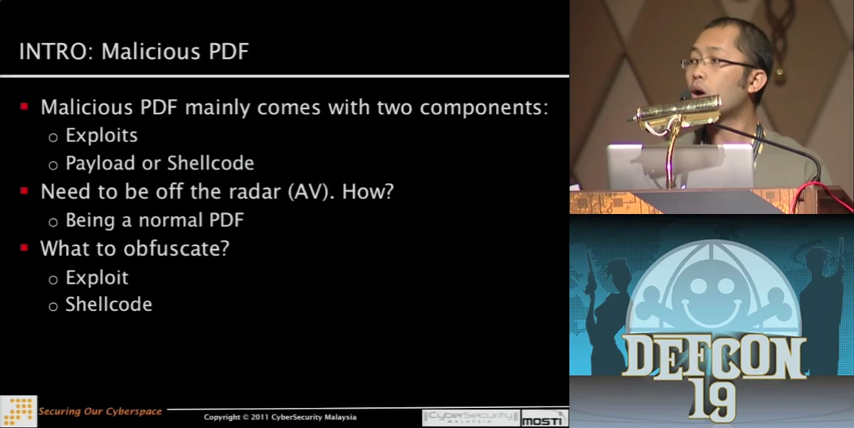 INTRO: Malicious PDF
Malicious PDF mainly comes with two components:
Exploits
Payload or Shellcode
Need to be off the radar (AV). How?
Being a normal PDF
What to obfuscate?
Exploit
Shellcode
Securing Our Cyberspace
Copyright © 2011 CyberSecurity Malaysia
CyberSecurity
MALAYSIA
MOSTI
DEFCON
19